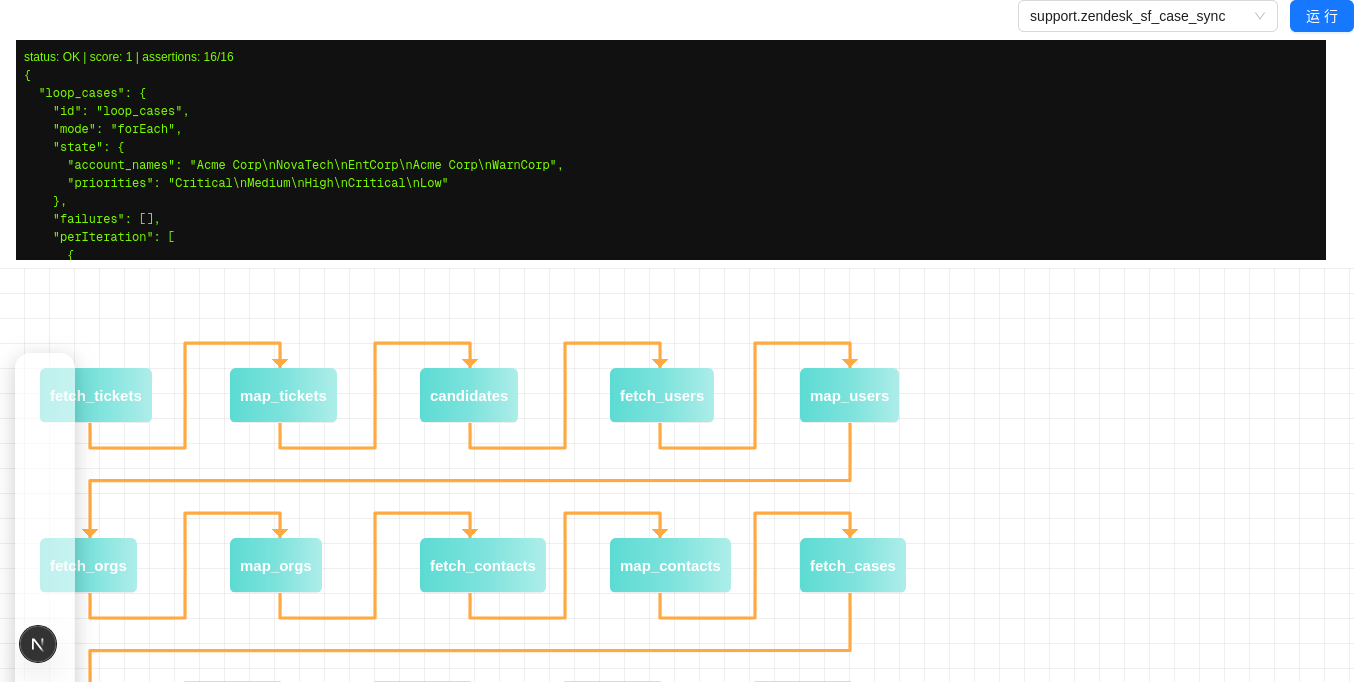 support.zendesk_sf_case_sync
运 行
status: OK | score: 1 | assertions: 16/16
{
  "loop_cases": {
    "id": "loop_cases",
    "mode": "forEach",
    "state": {
      "account_names": "Acme Corp\nNovaTech\nEntCorp\nAcme Corp\nWarnCorp",
      "priorities": "Critical\nMedium\nHigh\nCritical\nLow"
    },
    "failures": [],
    "perIteration": [
      {
fetch_tickets
map_tickets
candidates
fetch_users
map_users
fetch_orgs
map_orgs
fetch_contacts
map_contacts
fetch_cases
N